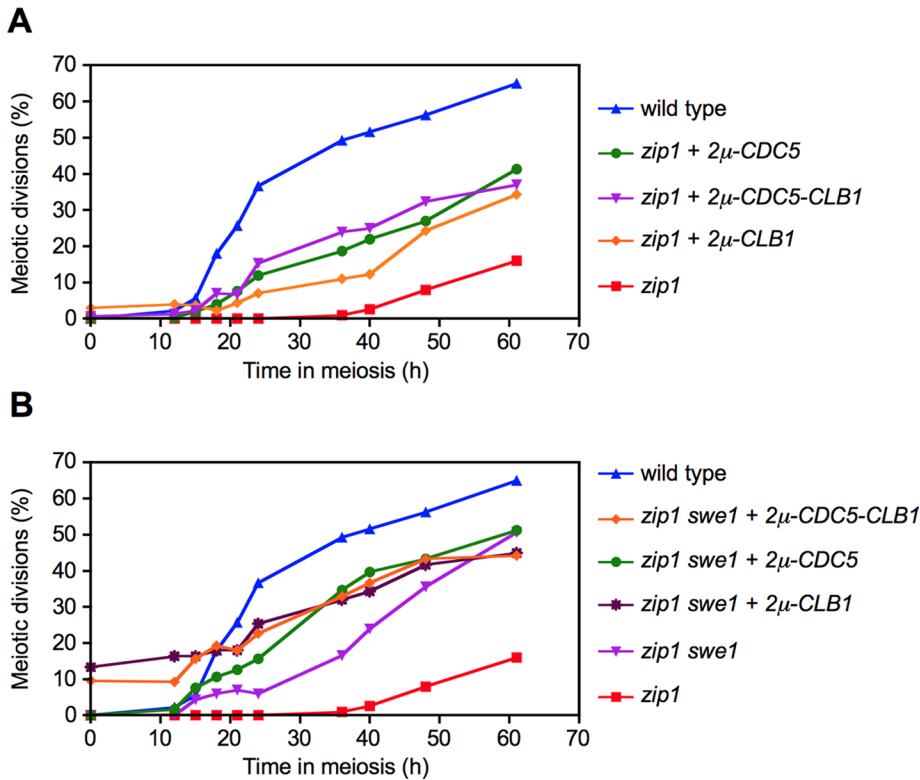 A
70
60
50
40
30
20
10
0
Meiotic divisions (%)
0 10 20 30 40 50 60 70
Time in meiosis (h)
wild type
zip1 + 2μ-CDC5
zip1 + 2μ-CDC5-CLB1
zip1 + 2μ-CLB1
zip1
B
70
60
50
40
30
20
10
0
Meiotic divisions (%)
0 10 20 30 40 50 60 70
Time in meiosis (h)
wild type
zip1 swe1 + 2μ-CDC5-CLB1
zip1 swe1 + 2μ-CDC5
zip1 swe1 + 2μ-CLB1
zip1 swe1
zip1